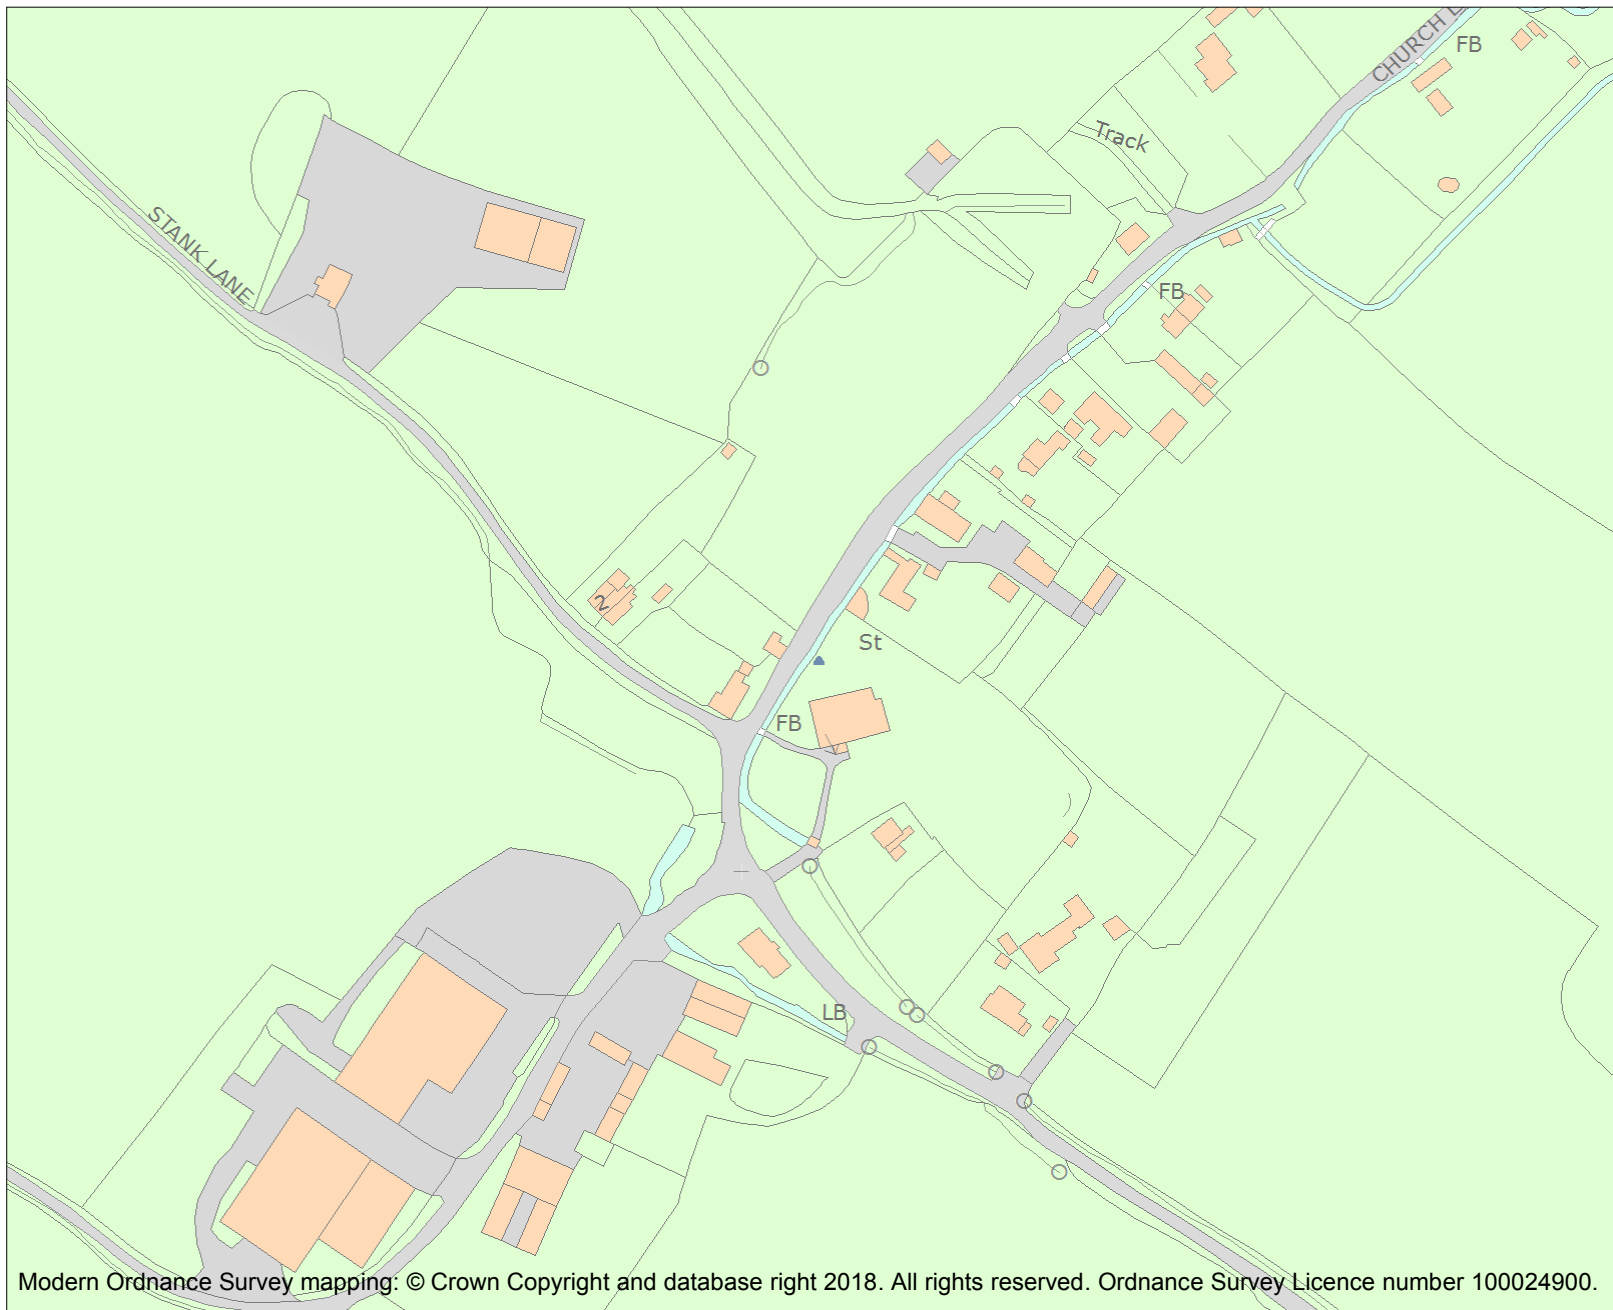 CHURCH L
FB
Track
STANK LANE
FB
2
St
FB
LB
Modern Ordnance Survey mapping: © Crown Copyright and database right 2018. All rights reserved. Ordnance Survey Licence number 100024900.